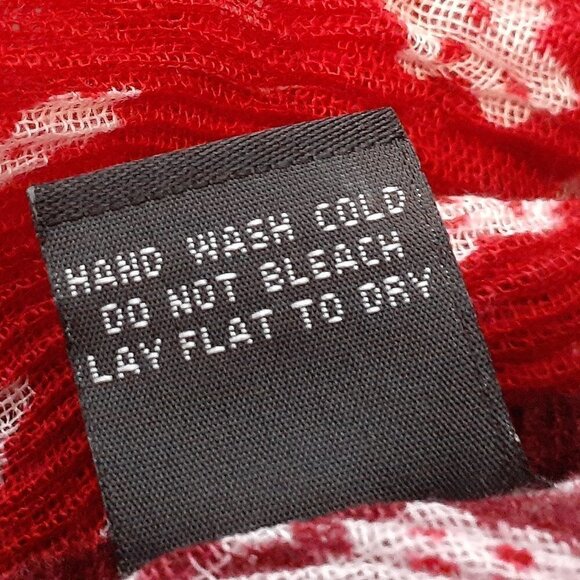 HAND WASH COLD
DO NOT BLEACH
LAY FLAT TO DRY